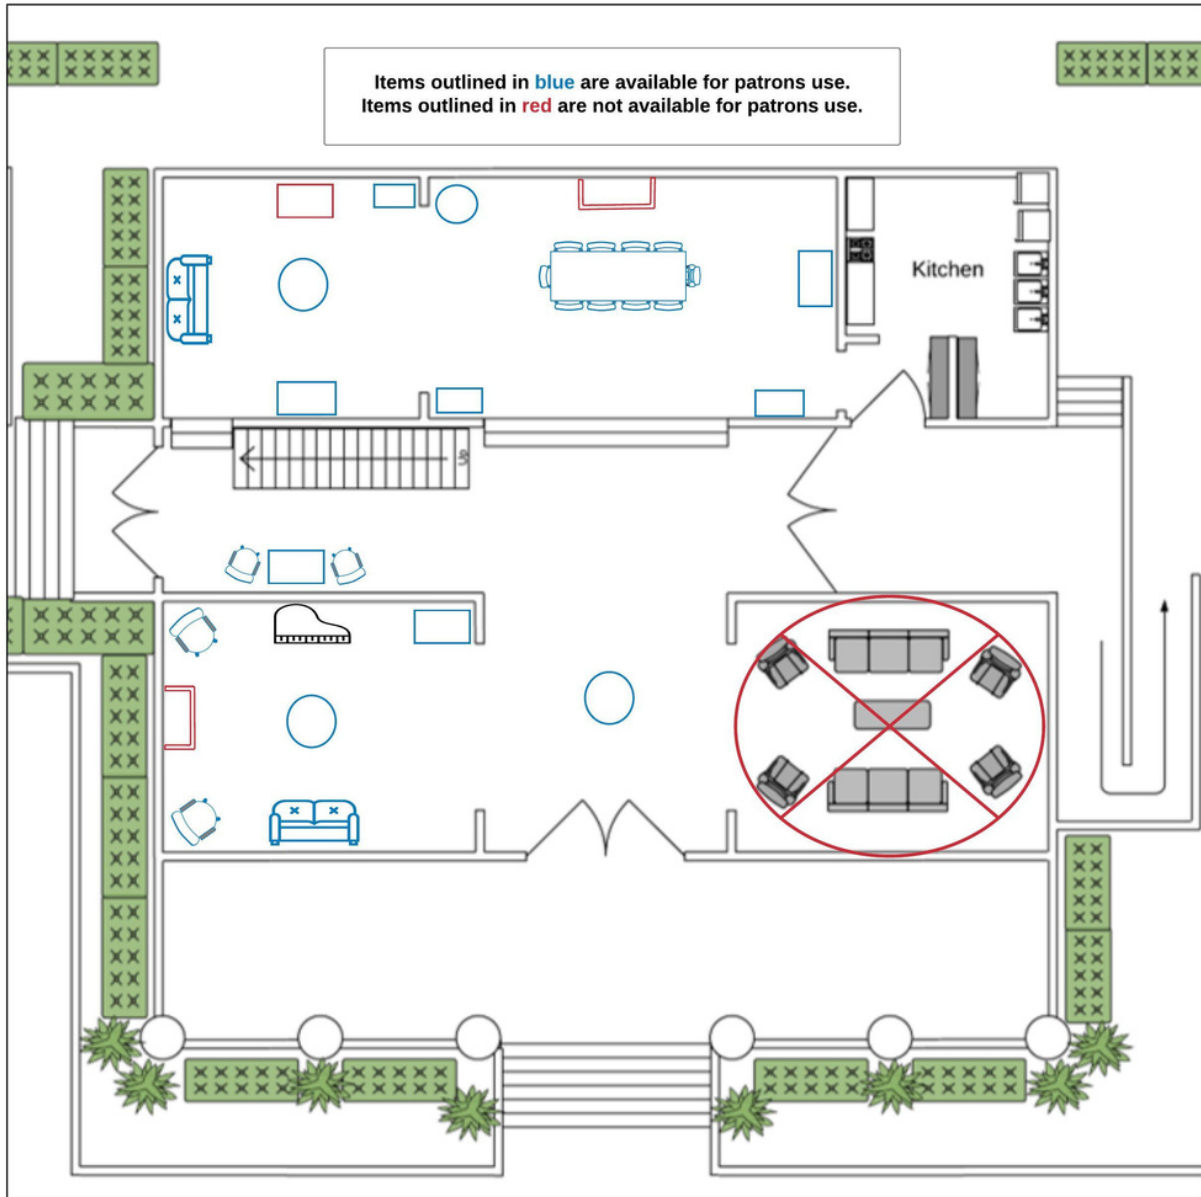 Items outlined in blue are available for patrons use.
Items outlined in red are not available for patrons use.
Kitchen
Up